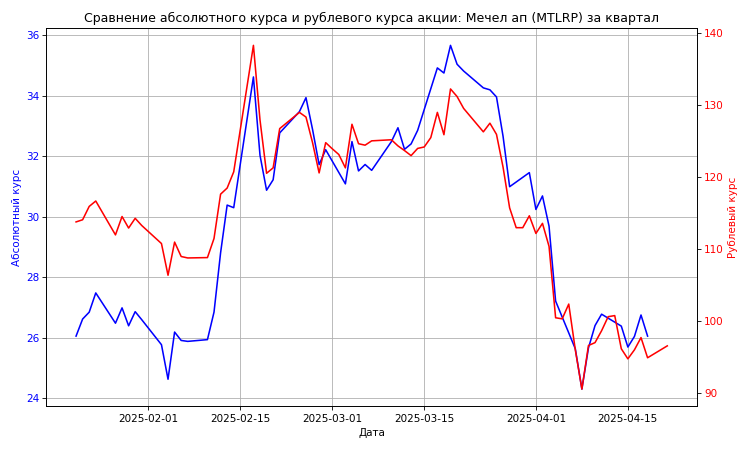 Сравнение абсолютного курса и рублевого курса акции: Мечел ап (MTLRP) за квартал
36
34
32
30
28
26
24
Абсолютный курс
140
130
120
110
100
90
Рублевый курс
2025-02-01 2025-02-15 2025-03-01 2025-03-15 2025-04-01 2025-04-15
Дата